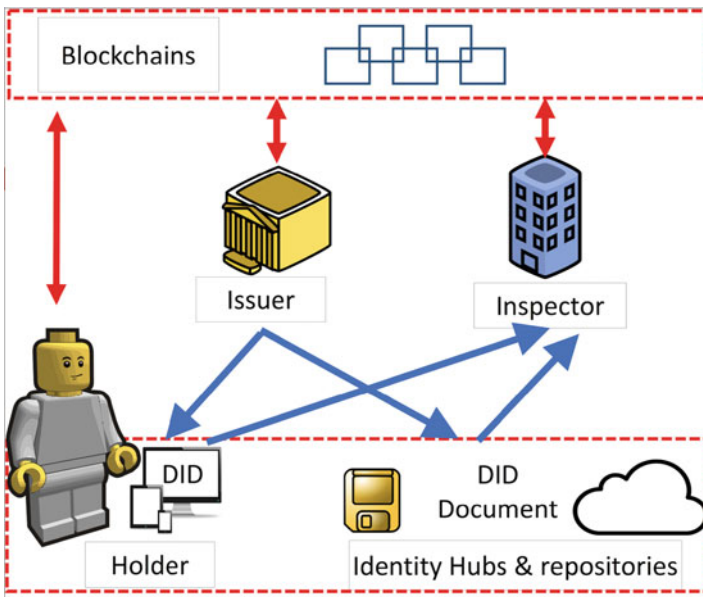 Blockchains
Issuer
Inspector
DID
DID
Document
Holder
Identity Hubs & repositories